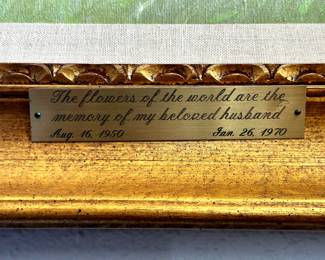 The flowers of the world are the
memory of my beloved husband
Aug. 16, 1950 Jan. 26, 1970